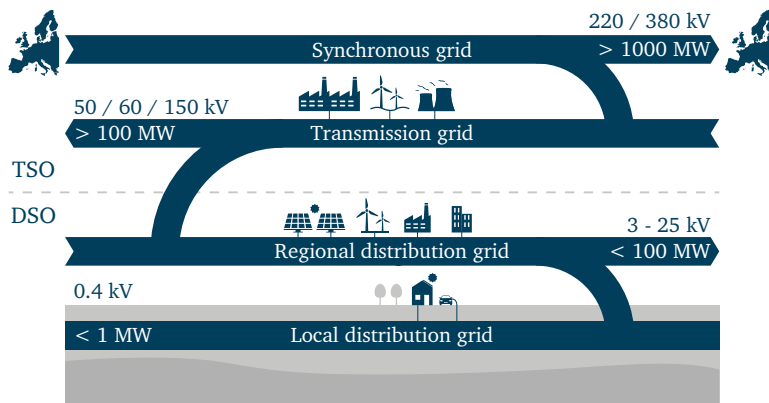 220 / 380 kV
Synchronous grid
> 1000 MW
50 / 60 / 150 kV
> 100 MW
Transmission grid
TSO
DSO
3 - 25 kV
Regional distribution grid
< 100 MW
0.4 kV
< 1 MW
Local distribution grid